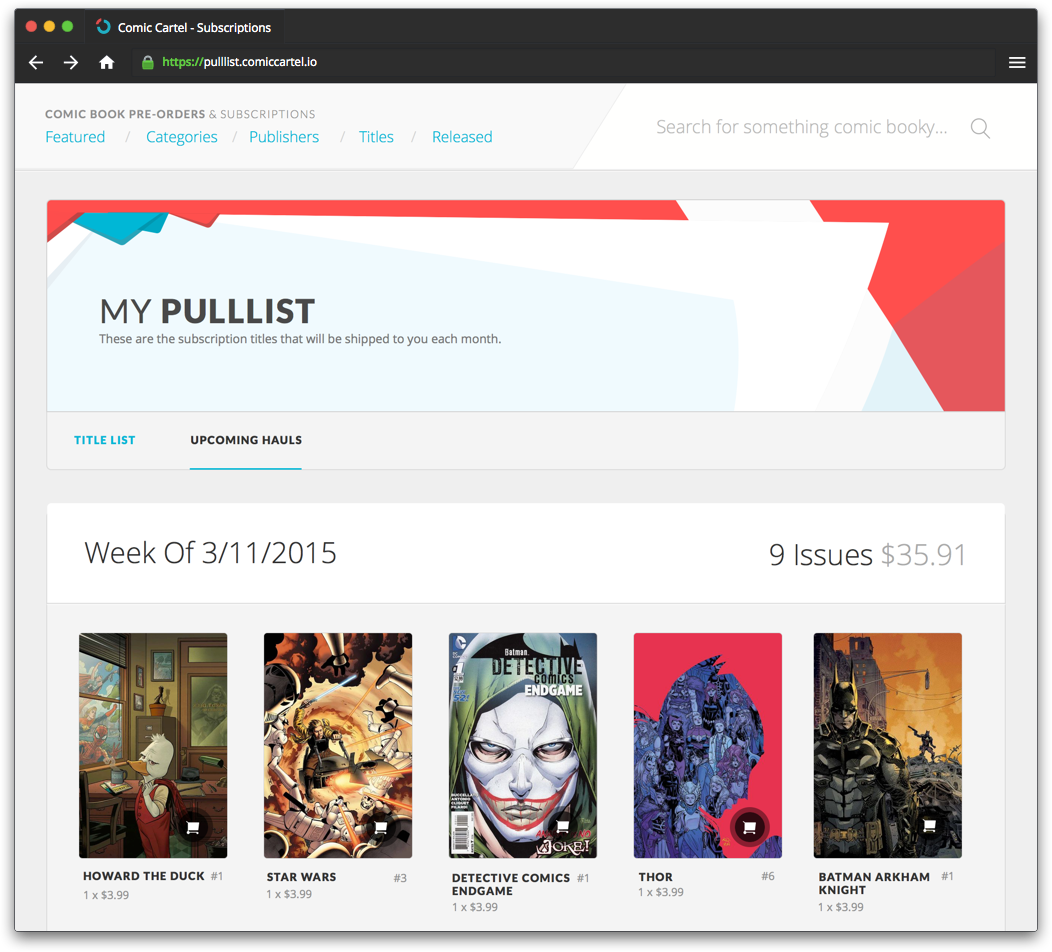 Comic Cartel - Subscriptions
https://pulllist.comiccartel.io
COMIC BOOK PRE-ORDERS & SUBSCRIPTIONS
Featured / Categories / Publishers / Titles / Released
Search for something comic booky...
MY PULLLIST
These are the subscription titles that will be shipped to you each month.
TITLE LIST UPCOMING HAULS
Week Of 3/11/2015 9 Issues $35.91
Batman
DETECTIVE
COMICS
ENDGAME
#1
BUCCELLATO
JOKE!
HOWARD THE DUCK #1
1 x $3.99
STAR WARS #3
1 x $3.99
DETECTIVE COMICS #1
ENDGAME
1 x $3.99
THOR #6
1 x $3.99
BATMAN ARKHAM #1
KNIGHT
1 x $3.99